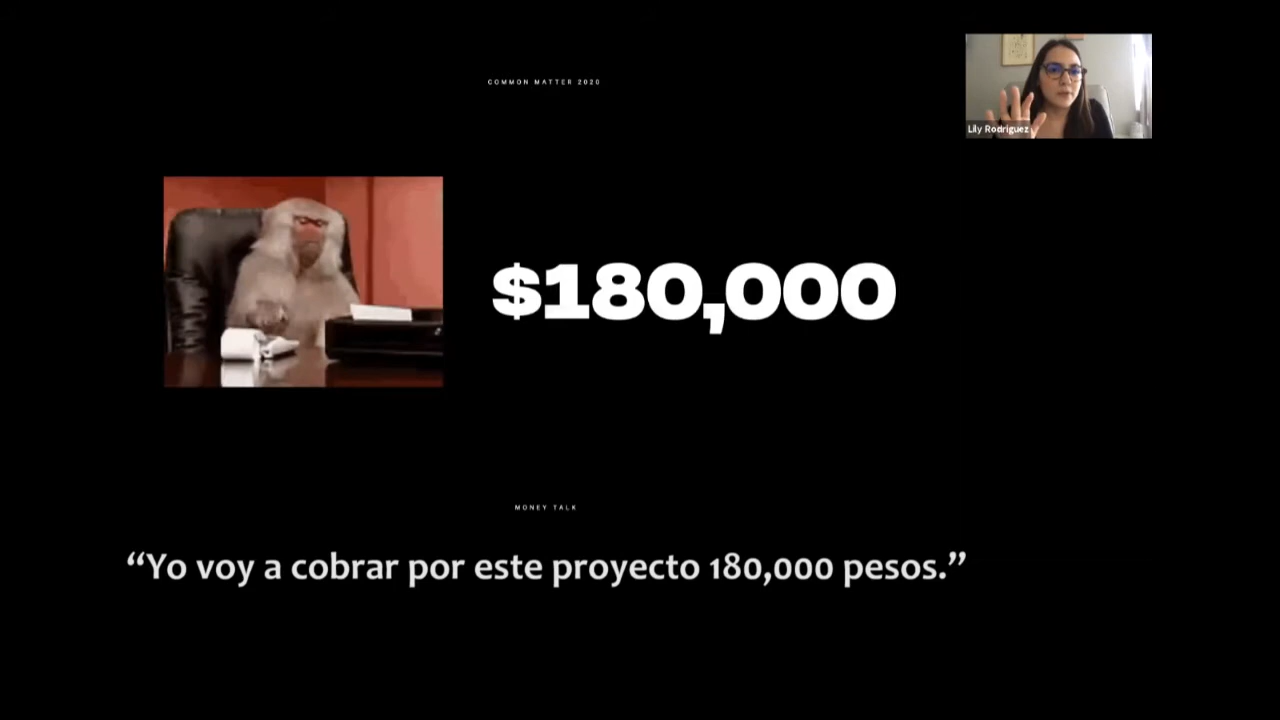 COMMON MATTER 2020
Lily Rodriguez
$180,000
MONEY TALK
“Yo voy a cobrar por este proyecto 180,000 pesos.”